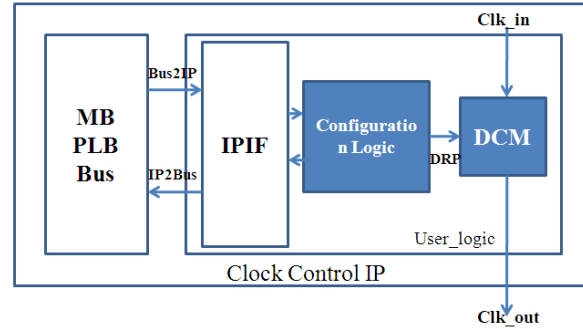 Clk_in
Bus2IP
MB
PLB
Bus
IPIF
Configuratio
n Logic
DCM
DRP
IP2Bus
User_logic
Clock Control IP
Clk_out